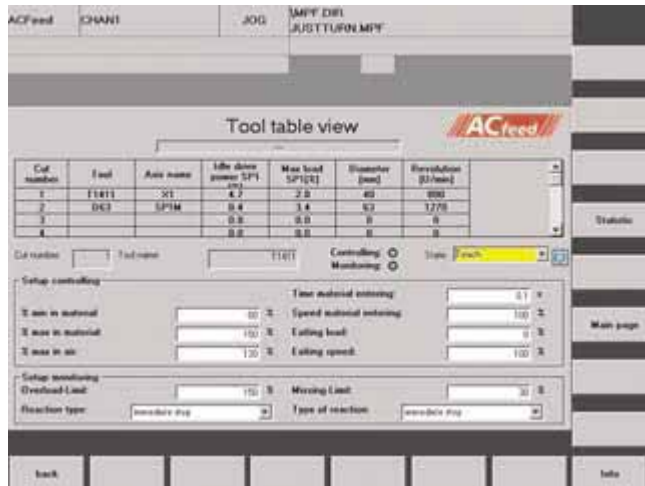 ACFeed CHAN1 JOG \MPF.DIR
JUSTTURN.MPF
Tool table view
ACfeed
Cut number Tool Axis name Idle drive power SP1 Max load SP1[%] Diameter [mm] Revolution [U/min]
1 T1411 X1 4.7 2.0 40 800
2 D63 SP1M 0.4 3.4 63 1270
3 0.0 0.0 0 0
4 0.0 0.0 0 0
Statistic
Cut number 1 Tool name T1411 Controlling: State: Teach
Monitoring:
Setup controlling
Time material entering: 0.1 s
% min in material: 60 % Speed material entering: 100 %
% max in material: 150 % Exiting load: 0 %
Main page
% max in air: 130 % Exiting speed: 100 %
Setup monitoring
Overload-Limit: 150 % Missing Limit: 30 %
Reaction type: immediate stop Type of reaction: immediate stop
back Info